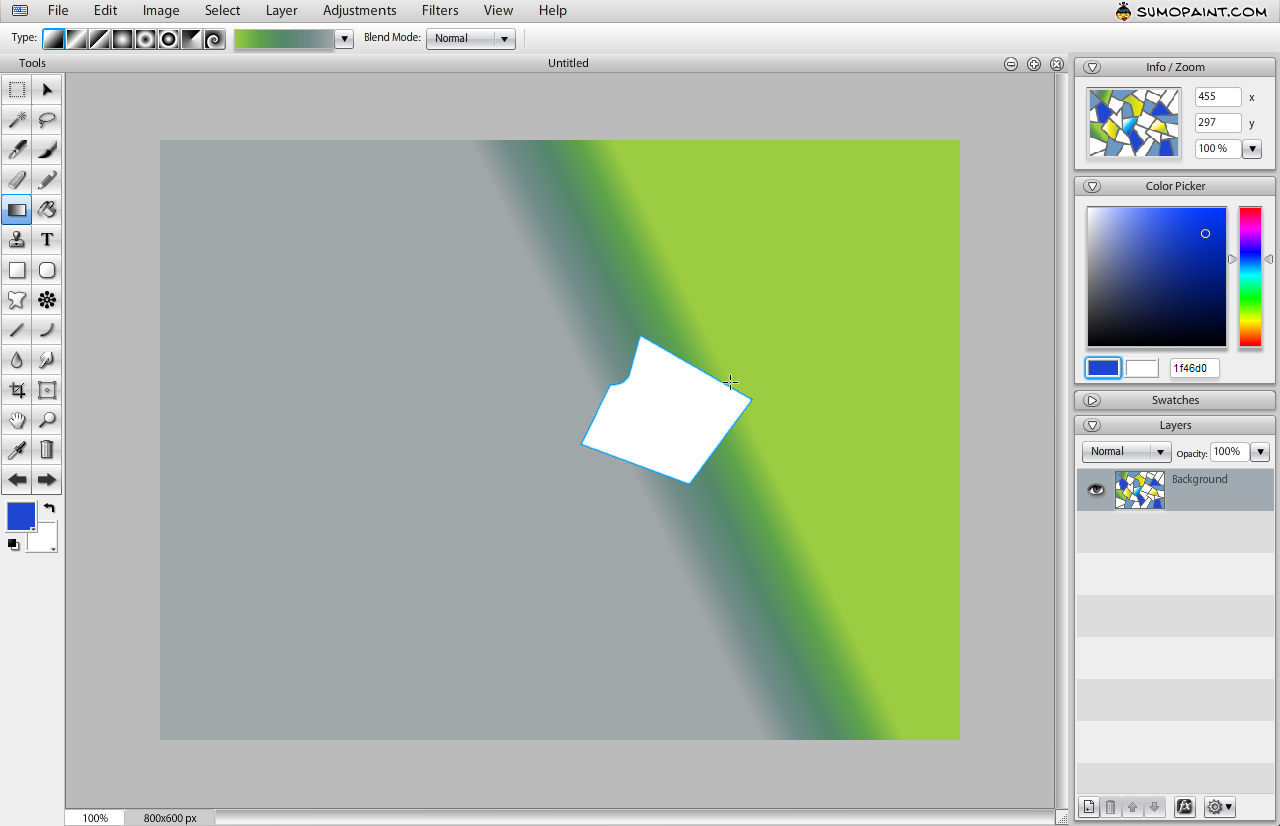 File Edit Image Select Layer Adjustments Filters View Help
SUMOPAINT.COM
Type: Blend Mode: Normal
Tools
Untitled
Info / Zoom
455 x
297 y
100 %
Color Picker
1f46d0
Swatches
Layers
Normal Opacity: 100%
Background
T
fx
100% 800x600 px